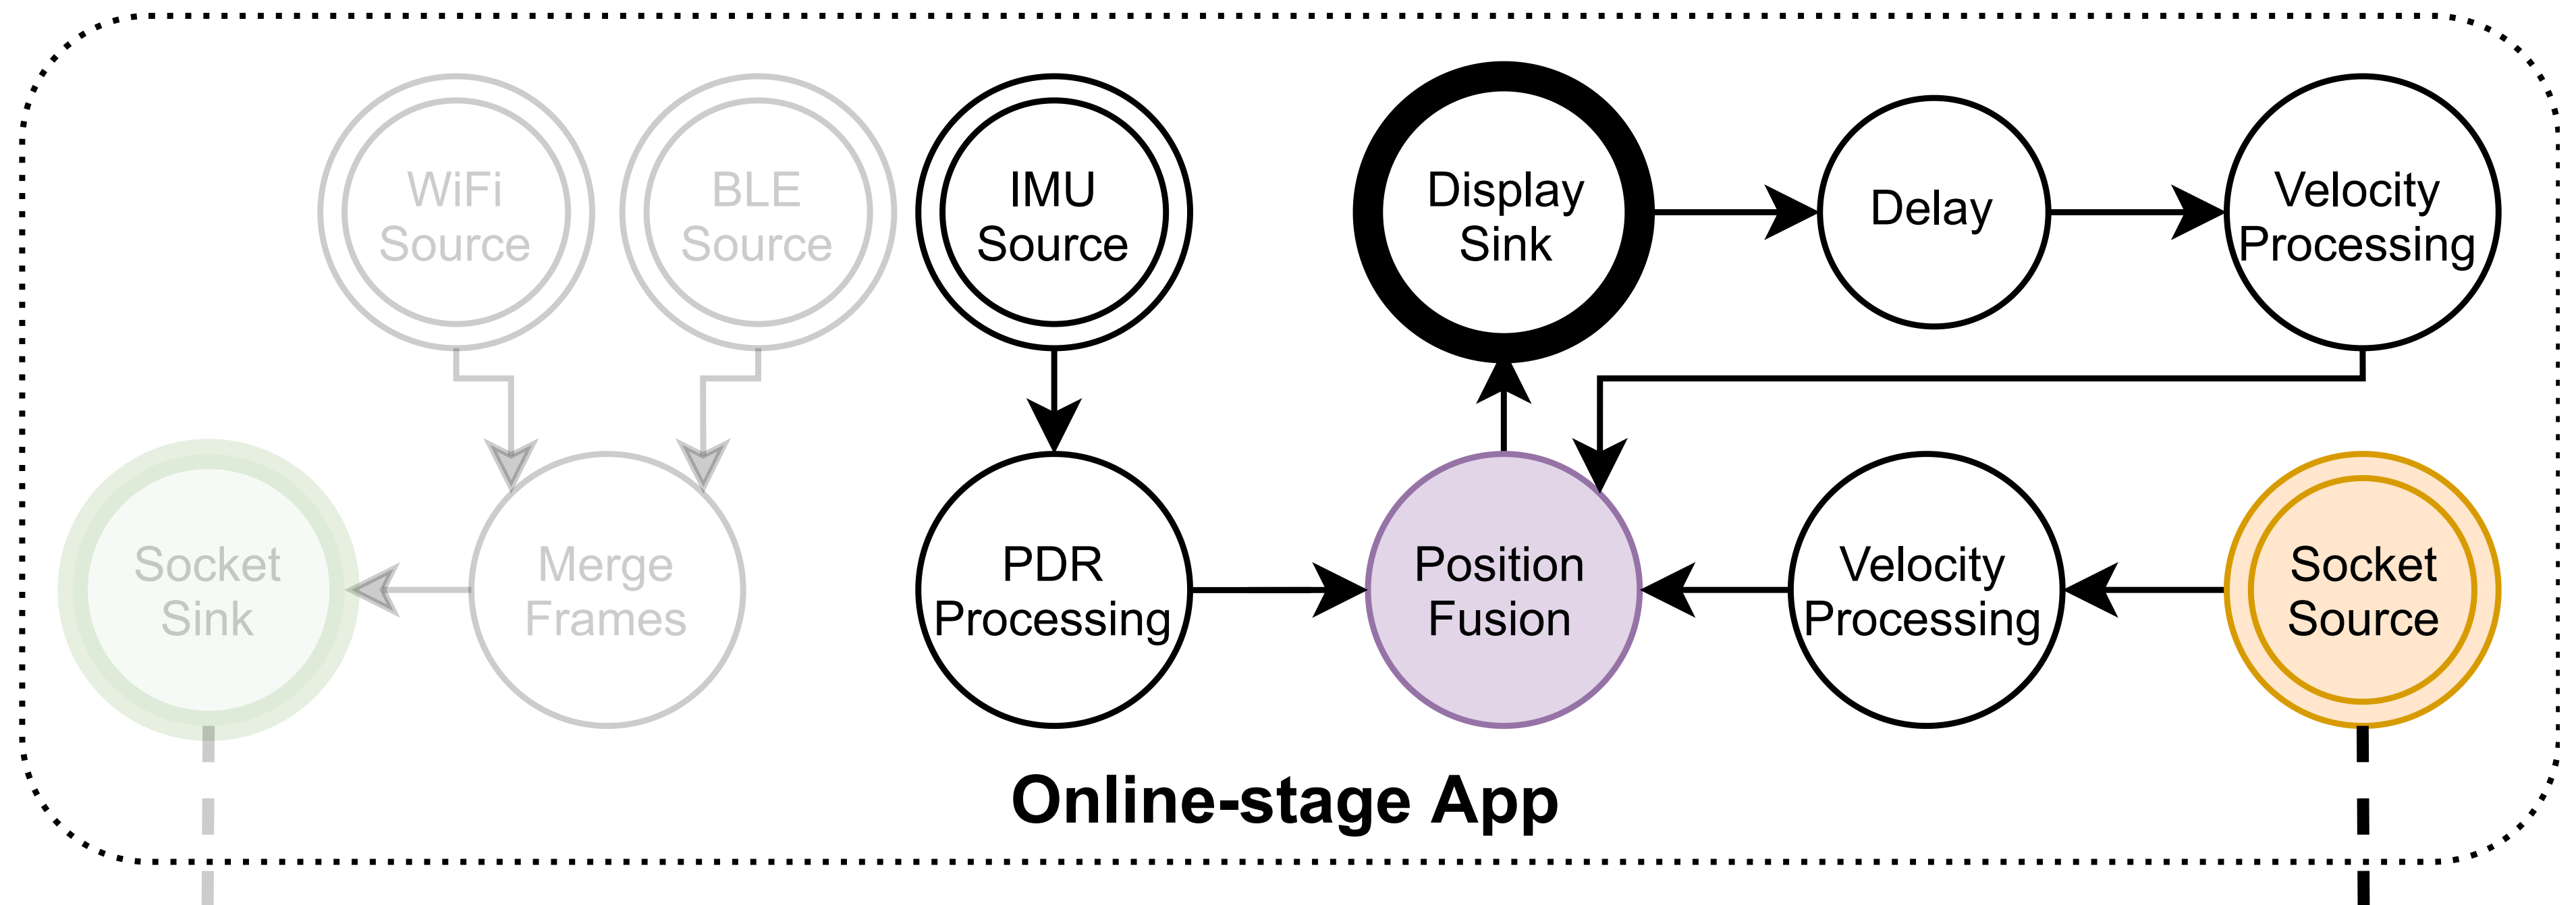 WiFi
Source
BLE
Source
IMU
Source
Display
Sink
Delay
Velocity
Processing
Socket
Sink
Merge
Frames
PDR
Processing
Position
Fusion
Velocity
Processing
Socket
Source
Online-stage App